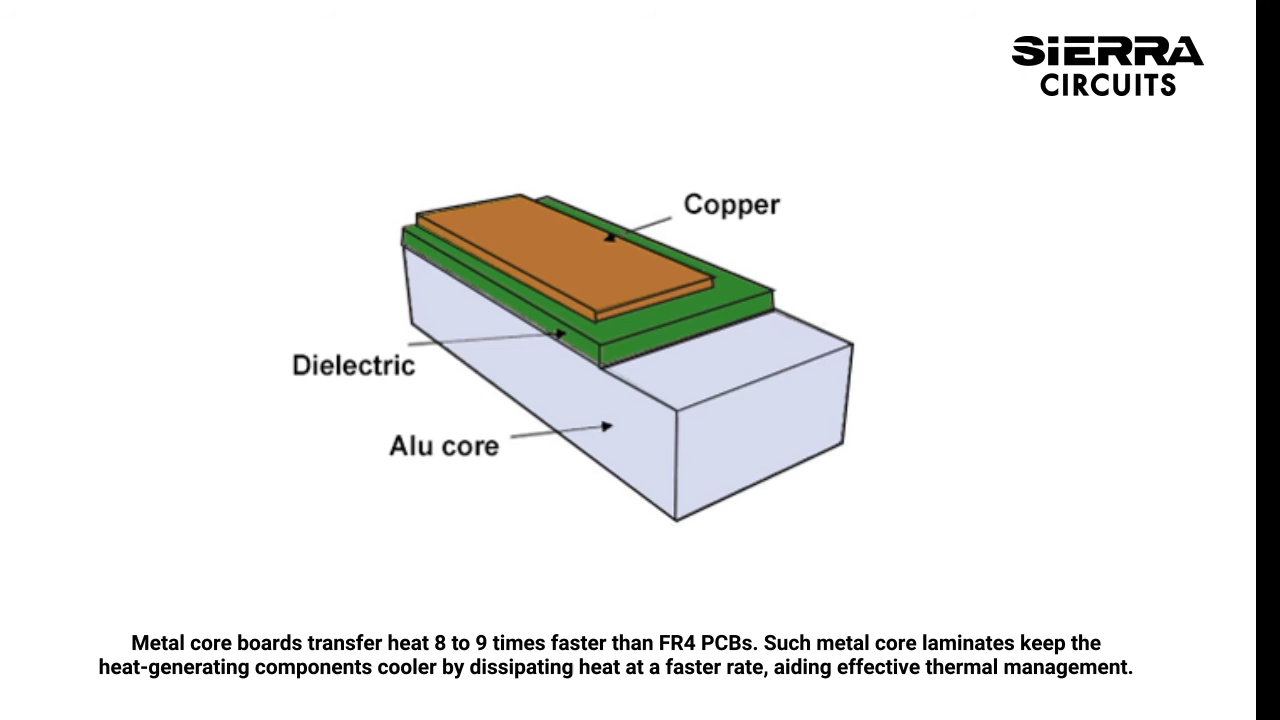 SIERRA
CIRCUITS
Copper
Dielectric
Alu core
Metal core boards transfer heat 8 to 9 times faster than FR4 PCBs. Such metal core laminates keep the
heat-generating components cooler by dissipating heat at a faster rate, aiding effective thermal management.